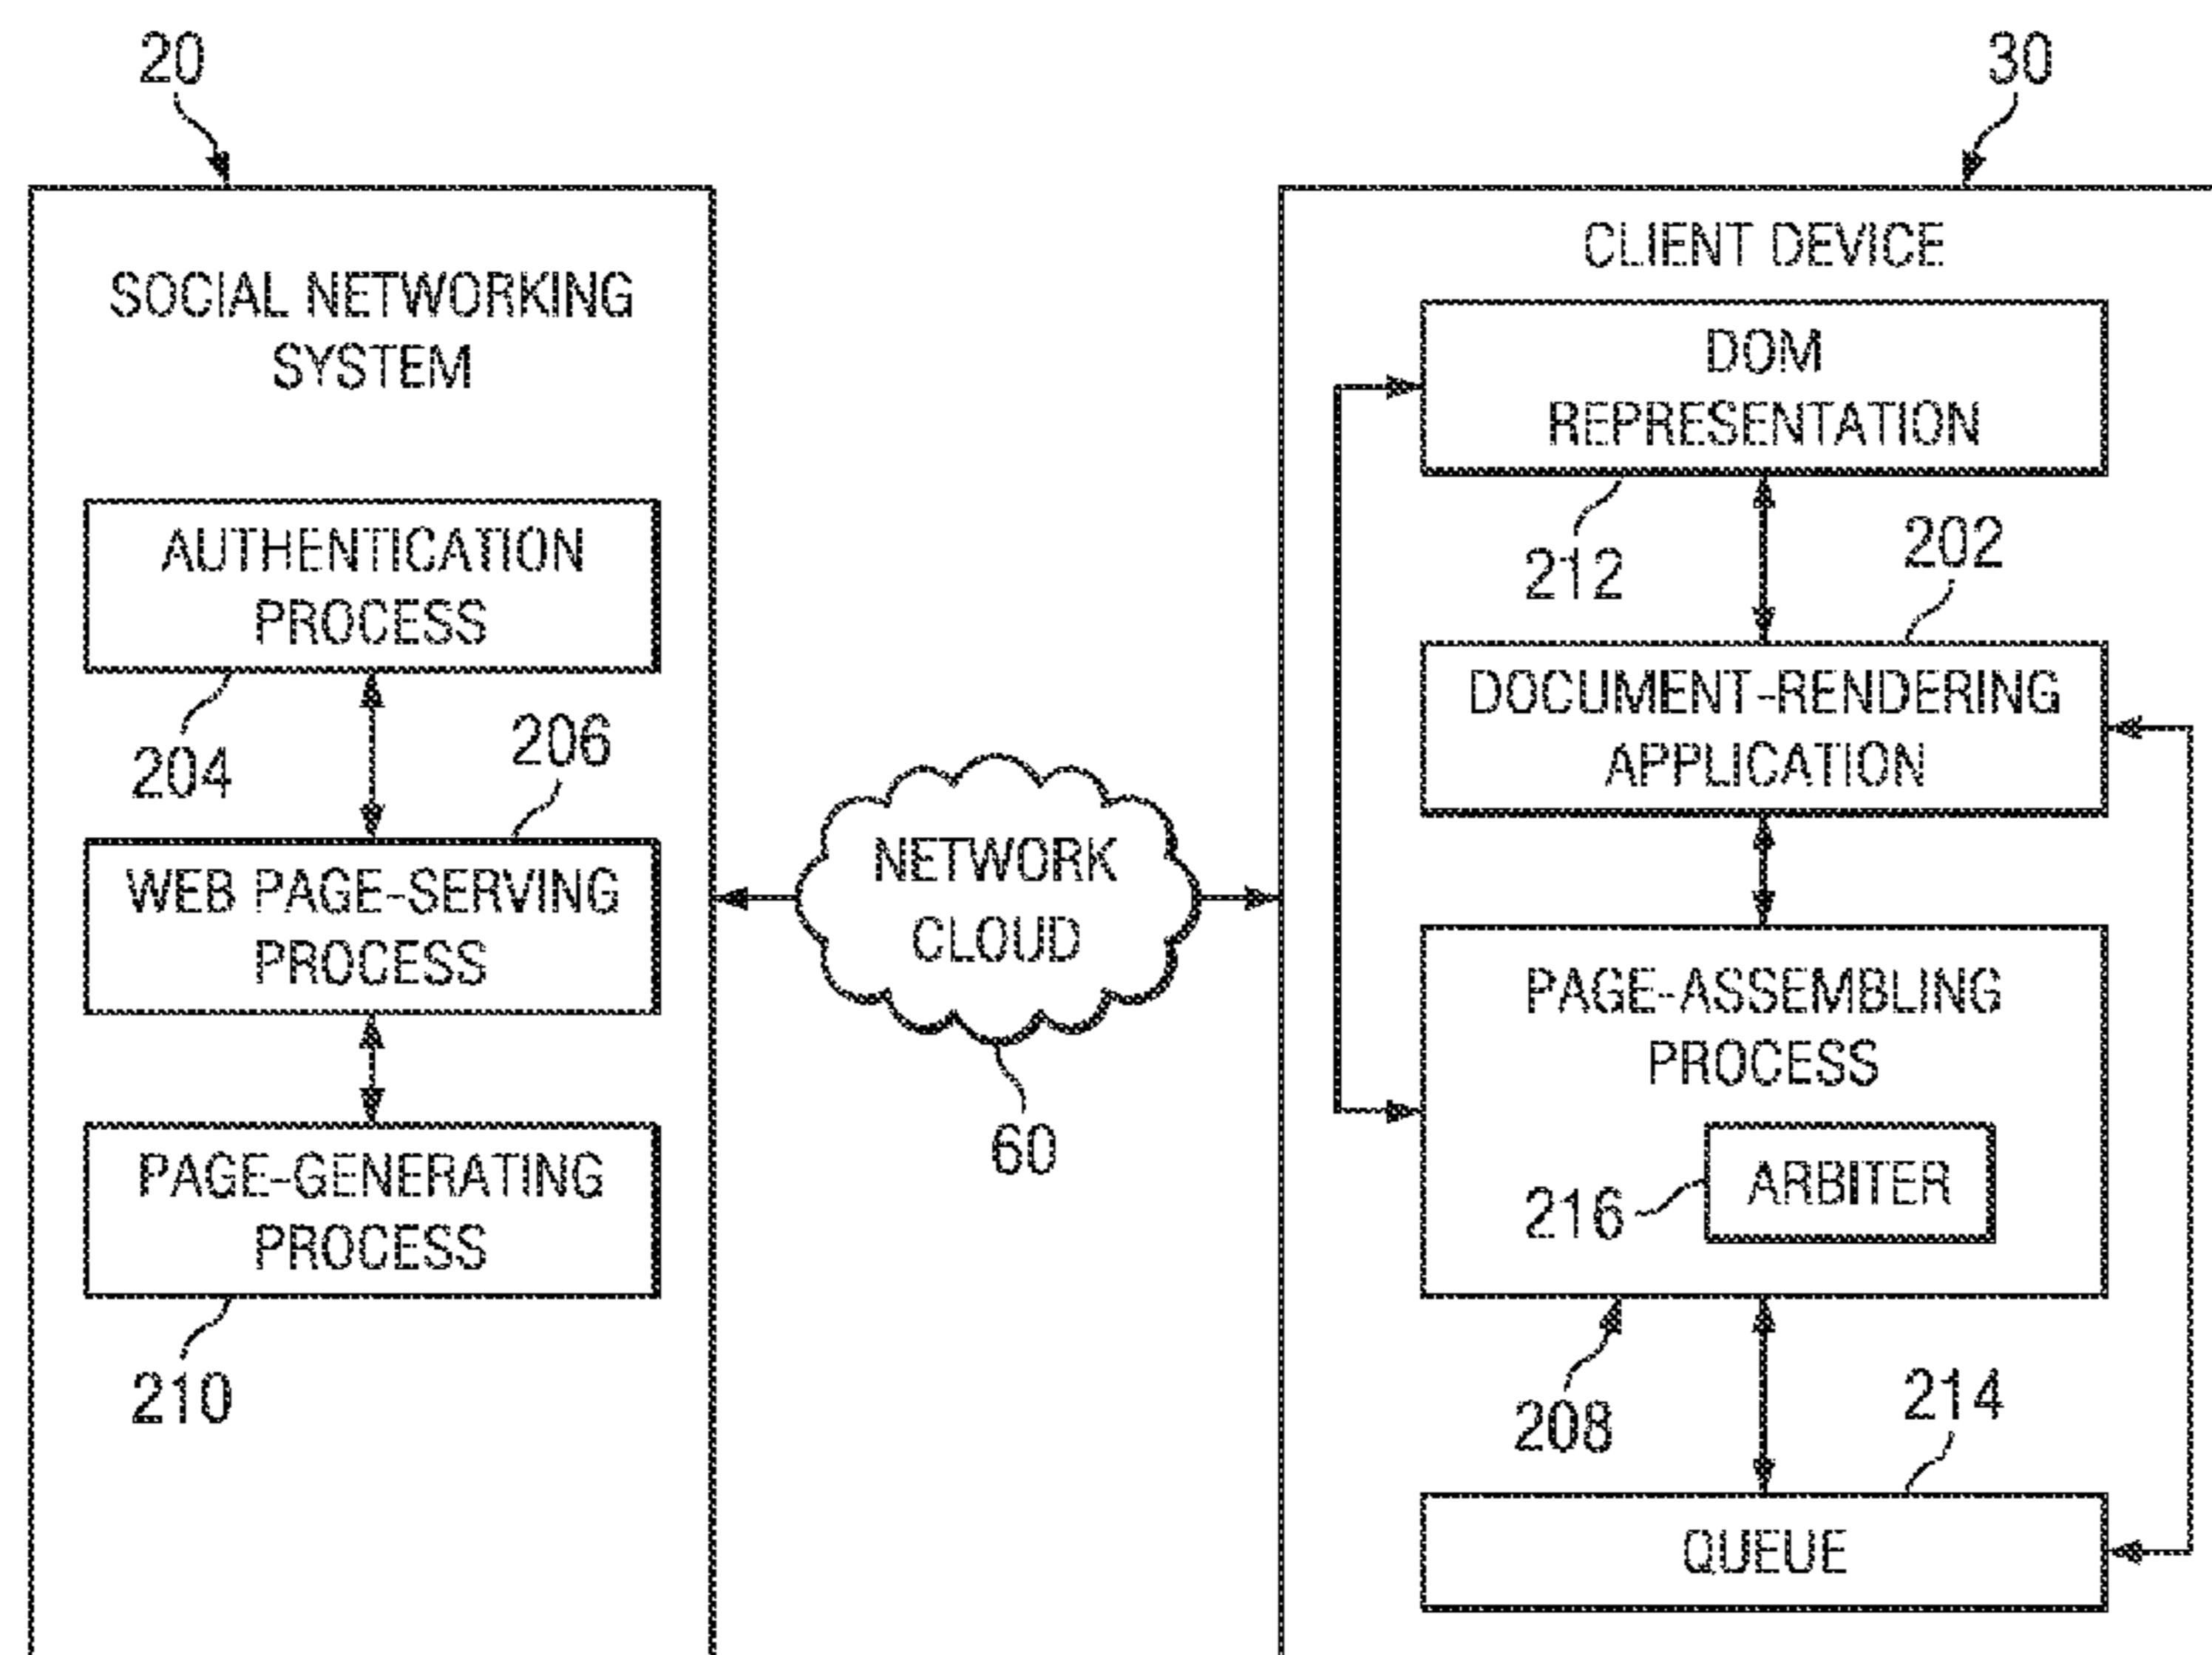 20
30
SOCIAL NETWORKING
SYSTEM
AUTHENTICATION
PROCESS
204
206
WEB PAGE-SERVING
PROCESS
PAGE-GENERATING
PROCESS
210
NETWORK
CLOUD
60
CLIENT DEVICE
DOM
REPRESENTATION
212
202
DOCUMENT-RENDERING
APPLICATION
PAGE-ASSEMBLING
PROCESS
216
ARBITER
208
214
QUEUE